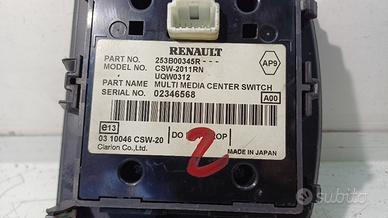 RENAULT
AP9
PART NO. 253B00345R - - -
MODEL NO. CSW-2011RN
UQW0312
PART NAME MULTI MEDIA CENTER SWITCH
SERIAL NO. 02346568 A00
e13 DO
03 10046 CSW-20
Clarion Co.,Ltd. MADE IN JAPAN
2
subito